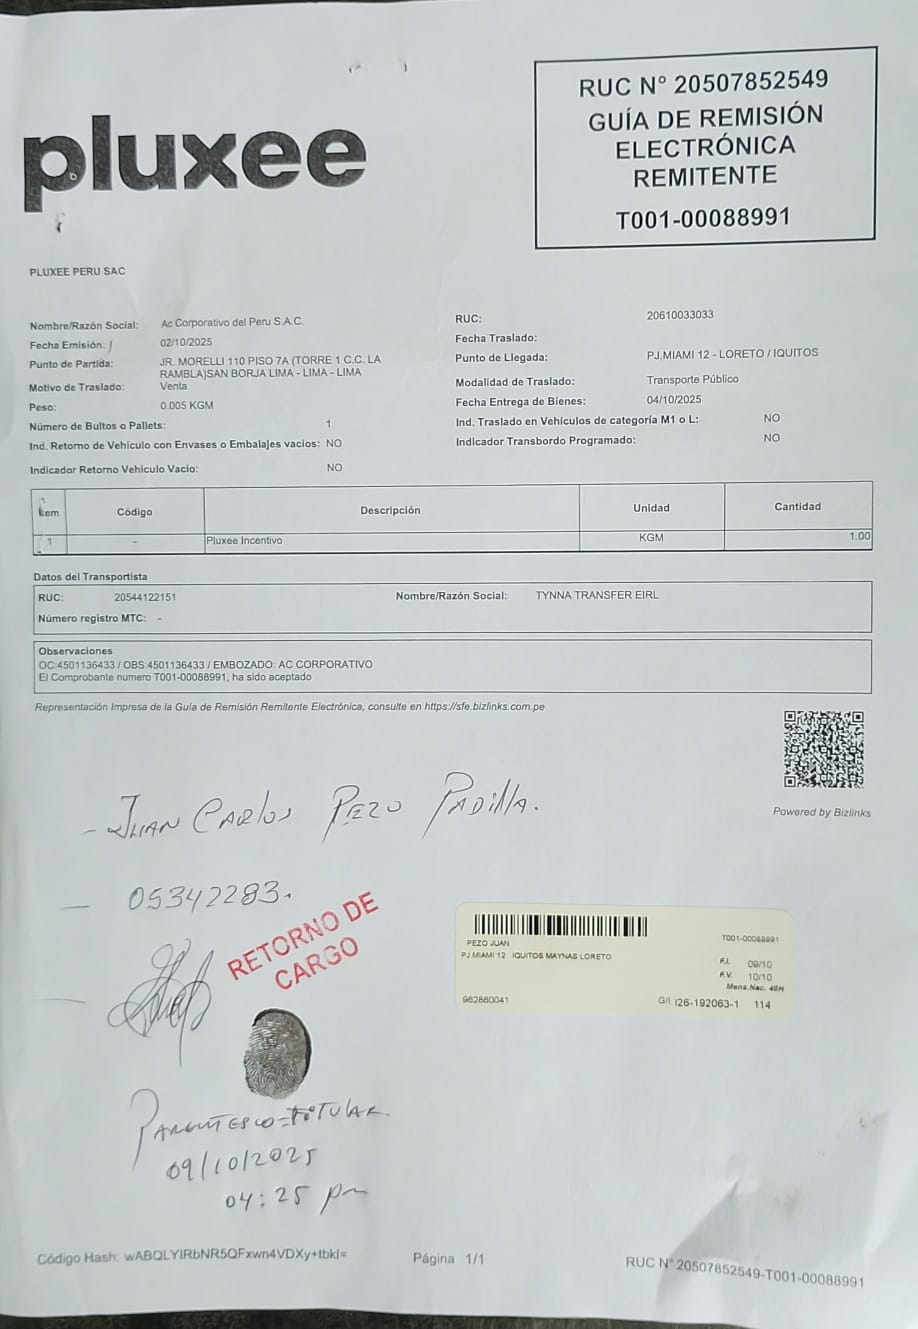 pluxee
RUC Nº 20507852549
GUÍA DE REMISIÓN
ELECTRÓNICA
REMITENTE
T001-00088991
PLUXEE PERU SAC
Nombre/Razón Social: Ac Corporativo del Peru S.A.C.
Fecha Emisión: 02/10/2025
Punto de Partida: JR. MORELLI 110 PISO 7A (TORRE 1 C.C. LA
RAMBLA)SAN BORJA LIMA - LIMA - LIMA
Motivo de Traslado: Venta
Peso: 0.005 KGM
Número de Bultos o Pallets: 1
Ind. Retorno de Vehículo con Envases o Embalajes vacíos: NO
Indicador Retorno Vehículo Vacío: NO
RUC: 20610033033
Fecha Traslado:
Punto de Llegada: PJ.MIAMI 12 - LORETO / IQUITOS
Modalidad de Traslado: Transporte Público
Fecha Entrega de Bienes: 04/10/2025
Ind. Traslado en Vehículos de categoría M1 o L: NO
Indicador Transbordo Programado: NO
Item Código Descripción Unidad Cantidad
1 - Pluxee Incentivo KGM 1.00
Datos del Transportista
RUC: 20544122151 Nombre/Razón Social: TYNNA TRANSFER EIRL
Número registro MTC: -
Observaciones
OC:4501136433 / OBS:4501136433 / EMBOZADO: AC CORPORATIVO
El Comprobante numero T001-00088991, ha sido aceptado
Representación Impresa de la Guía de Remisión Remitente Electrónica, consulte en https://sfe.bizlinks.com.pe
Powered by Bizlinks
- Juan Carlos Pezo Padilla.
- 05342283.
RETORNO DE
CARGO
PEZO JUAN T001-00088991
PJ.MIAMI 12 IQUITOS MAYNAS LORETO
F.I. 09/10
F.V. 10/10
Mens.Nac. 48H
962860041 G/I I26-192063-1 114
Parentesco = Titular.
09/10/2025
04:25 pm
Código Hash: wABQLYIRbNR5QFxwn4VDXy+tbkI=
Página 1/1
RUC N° 20507852549-T001-00088991